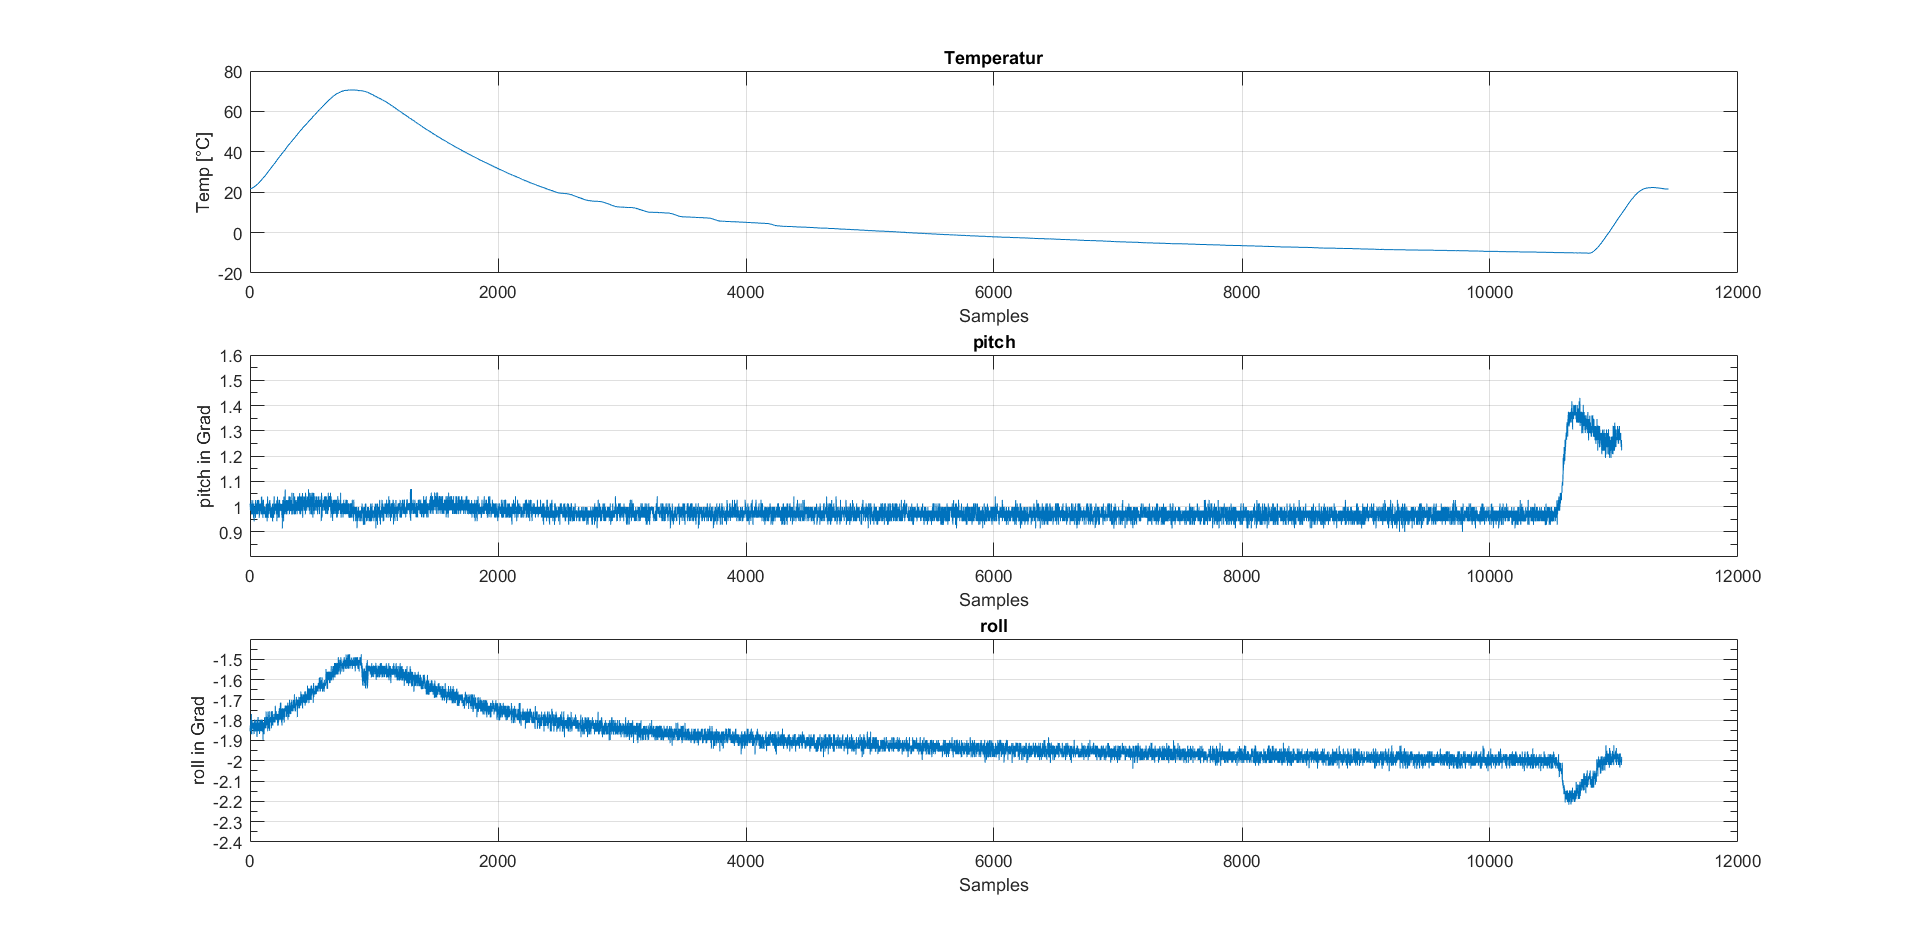 Temperatur
80
60
40
20
0
-20
Temp [°C]
0 2000 4000 6000 8000 10000 12000
Samples
pitch
1.6
1.5
1.4
1.3
1.2
1.1
1
0.9
pitch in Grad
0 2000 4000 6000 8000 10000 12000
Samples
roll
-1.5
-1.6
-1.7
-1.8
-1.9
-2
-2.1
-2.2
-2.3
-2.4
roll in Grad
0 2000 4000 6000 8000 10000 12000
Samples